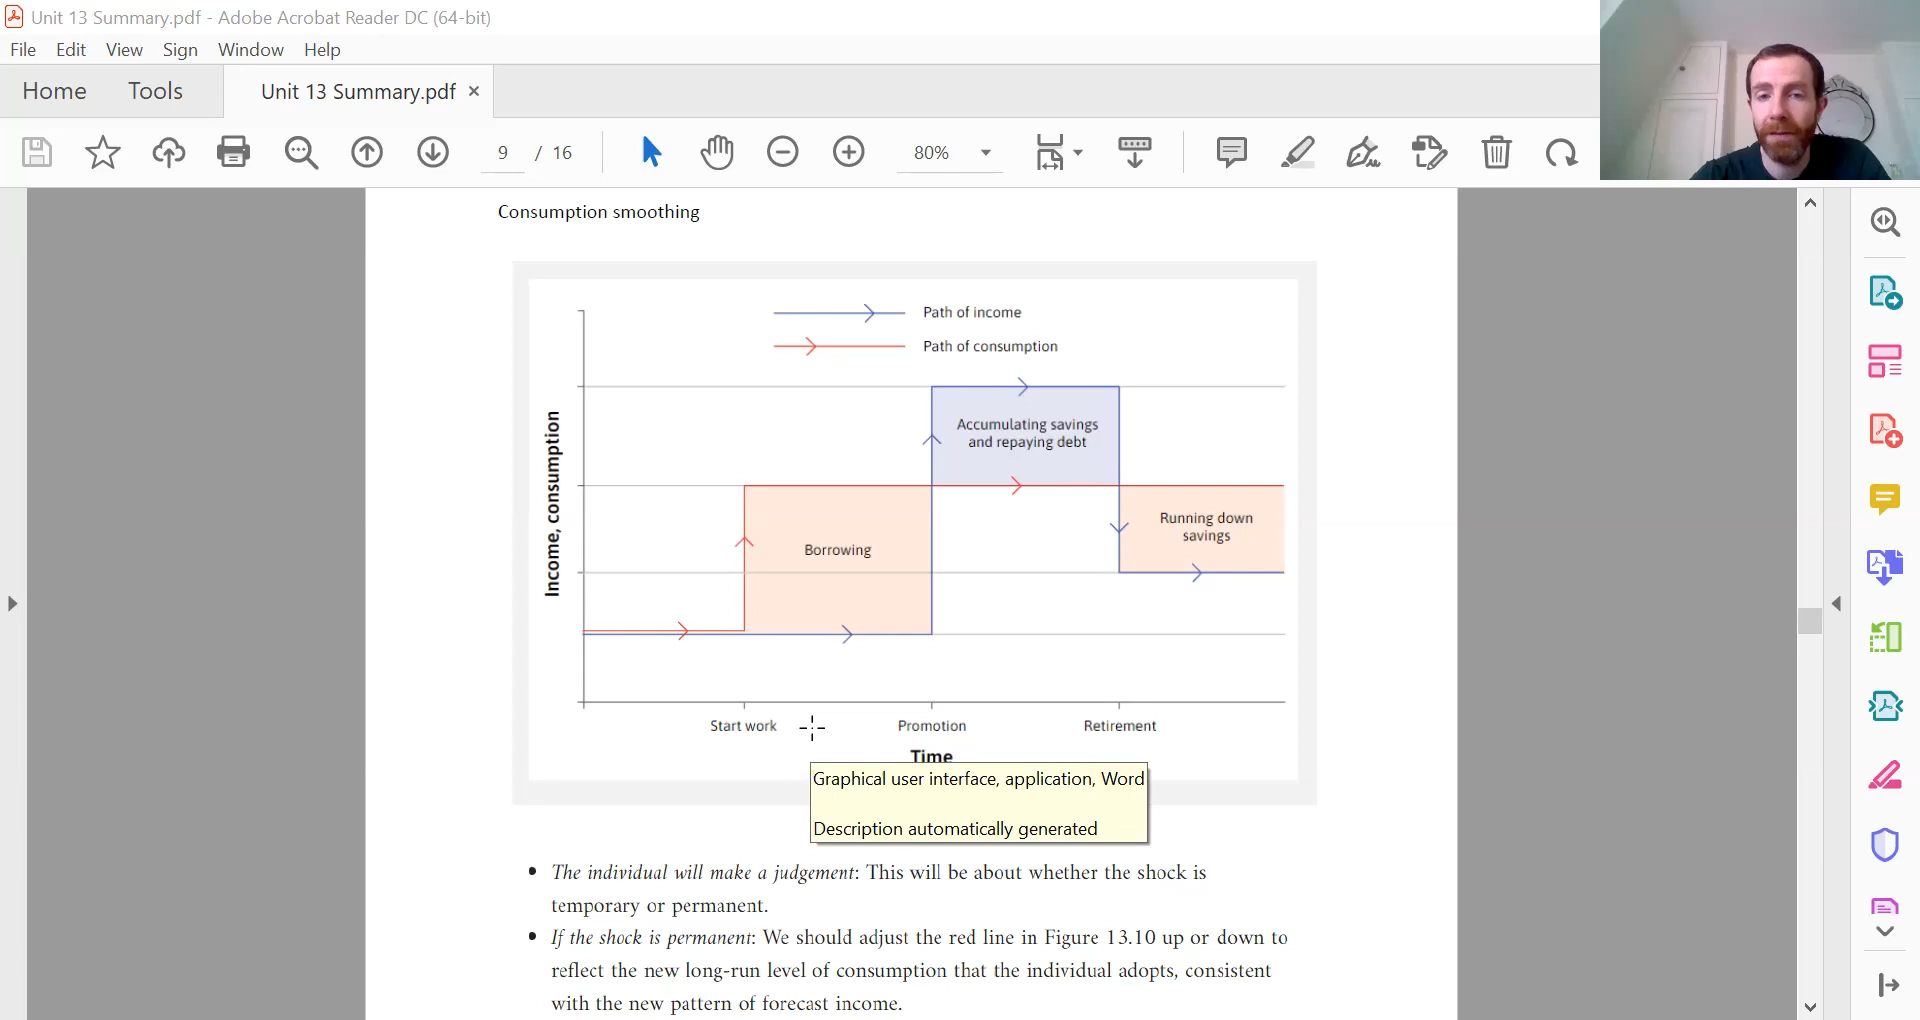 Unit 13 Summary.pdf - Adobe Acrobat Reader DC (64-bit)
File Edit View Sign Window Help
Home Tools Unit 13 Summary.pdf ×
9 / 16 80%
Consumption smoothing
Path of income
Path of consumption
Income, consumption
Accumulating savings
and repaying debt
Running down
savings
Borrowing
Start work Promotion Retirement
Time
Graphical user interface, application, Word
Description automatically generated
• The individual will make a judgement: This will be about whether the shock is
temporary or permanent.
• If the shock is permanent: We should adjust the red line in Figure 13.10 up or down to
reflect the new long-run level of consumption that the individual adopts, consistent
with the new pattern of forecast income.